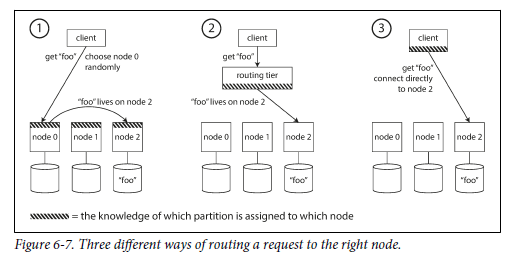 1
client
get "foo"
choose node 0
randomly
"foo" lives on node 2
node 0
node 1
node 2
"foo"
2
client
get "foo"
routing tier
"foo" lives on node 2
node 0
node 1
node 2
"foo"
3
client
get "foo"
connect directly
to node 2
node 0
node 1
node 2
"foo"
= the knowledge of which partition is assigned to which node
Figure 6-7. Three different ways of routing a request to the right node.